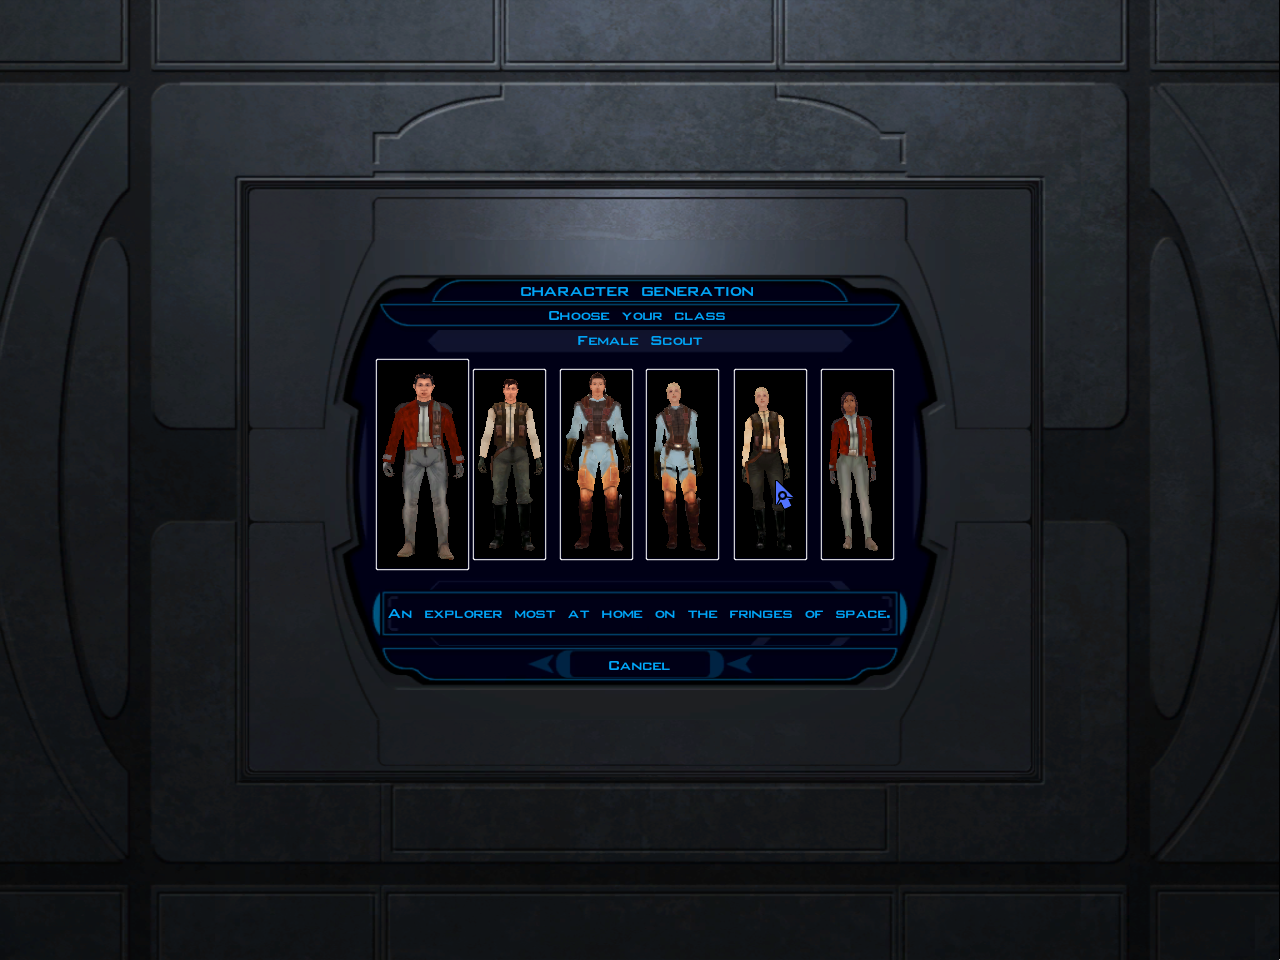 CHARACTER GENERATION
CHOOSE YOUR CLASS
FEMALE SCOUT
AN EXPLORER MOST AT HOME ON THE FRINGES OF SPACE.
CANCEL